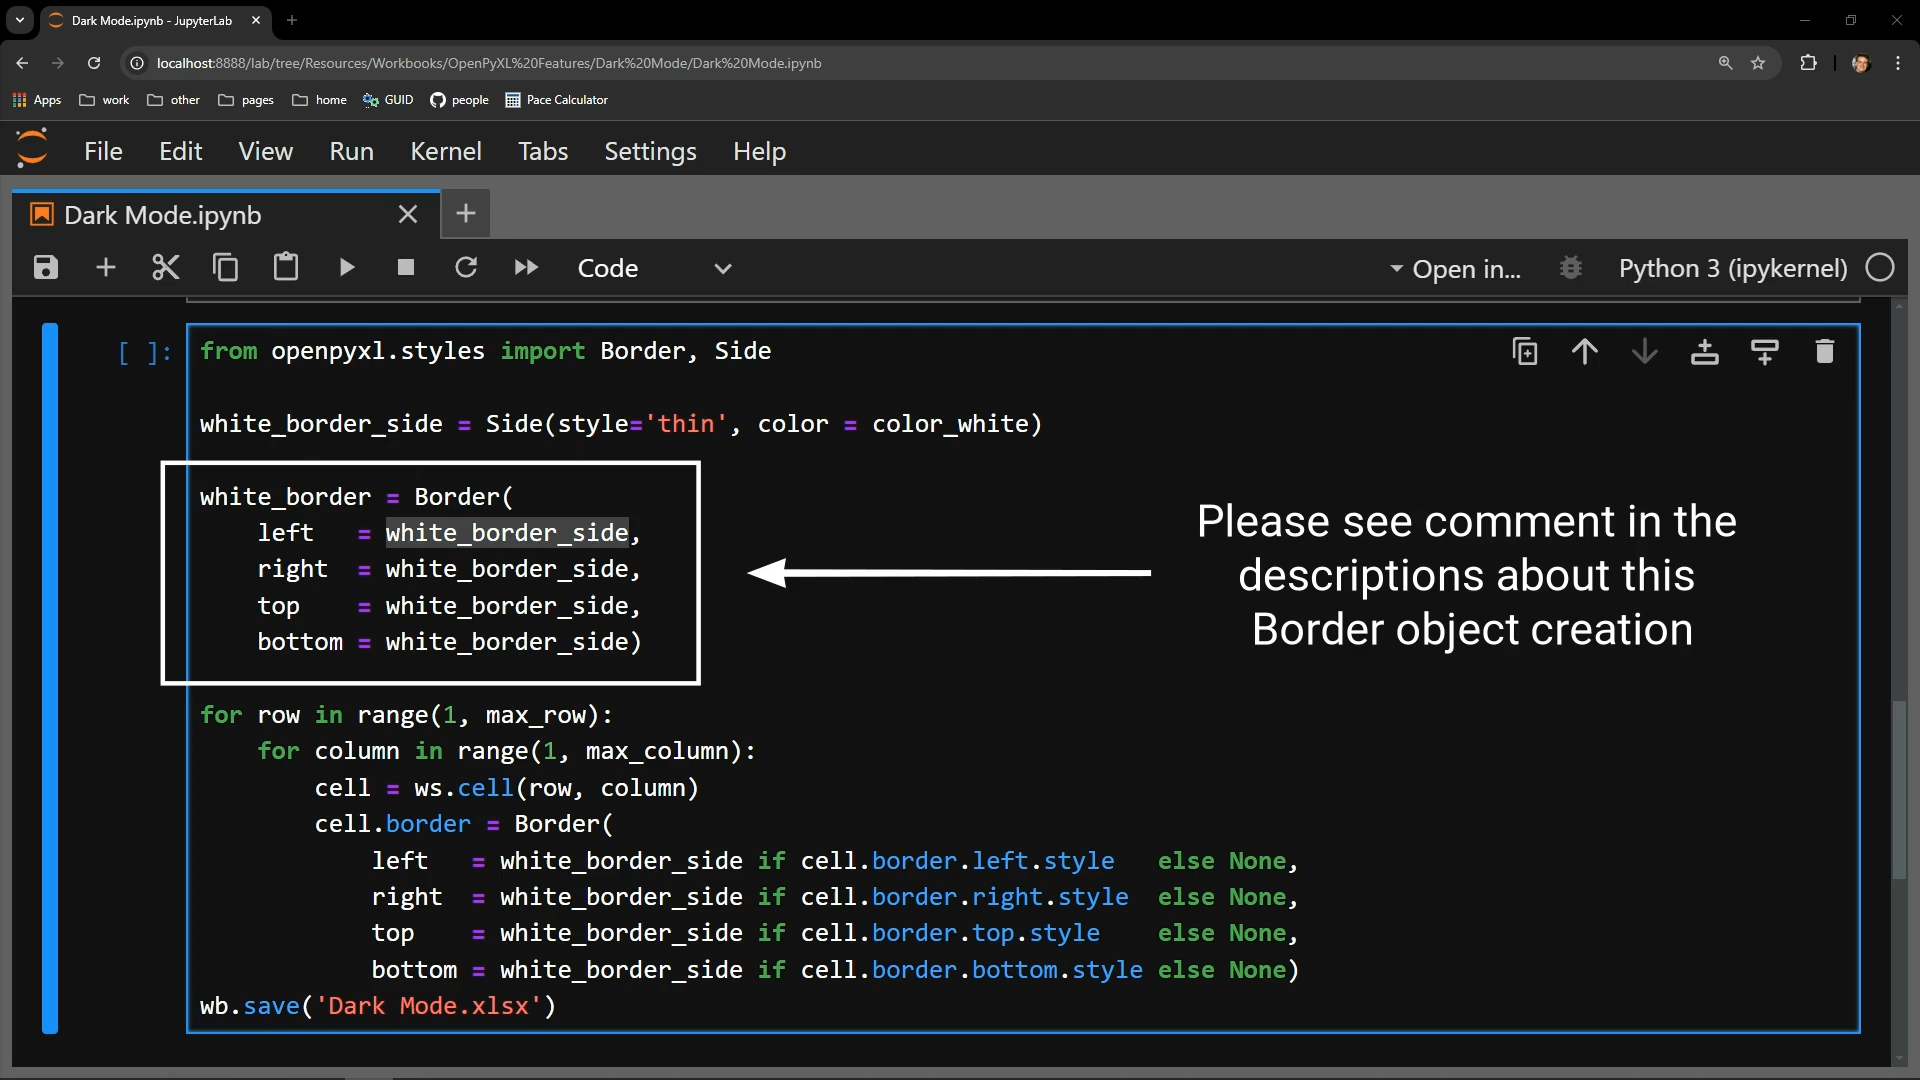 Dark Mode.ipynb - JupyterLab
localhost:8888/lab/tree/Resources/Workbooks/OpenPyXL%20Features/Dark%20Mode/Dark%20Mode.ipynb
Apps work other pages home GUID people Pace Calculator
File Edit View Run Kernel Tabs Settings Help
Dark Mode.ipynb
Code Open in... Python 3 (ipykernel)
[ ]: from openpyxl.styles import Border, Side
white_border_side = Side(style='thin', color = color_white)
white_border = Border(
    left   = white_border_side,
    right  = white_border_side,
    top    = white_border_side,
    bottom = white_border_side)
Please see comment in the
descriptions about this
Border object creation
for row in range(1, max_row):
    for column in range(1, max_column):
        cell = ws.cell(row, column)
        cell.border = Border(
            left   = white_border_side if cell.border.left.style   else None,
            right  = white_border_side if cell.border.right.style  else None,
            top    = white_border_side if cell.border.top.style    else None,
            bottom = white_border_side if cell.border.bottom.style else None)
wb.save('Dark Mode.xlsx')